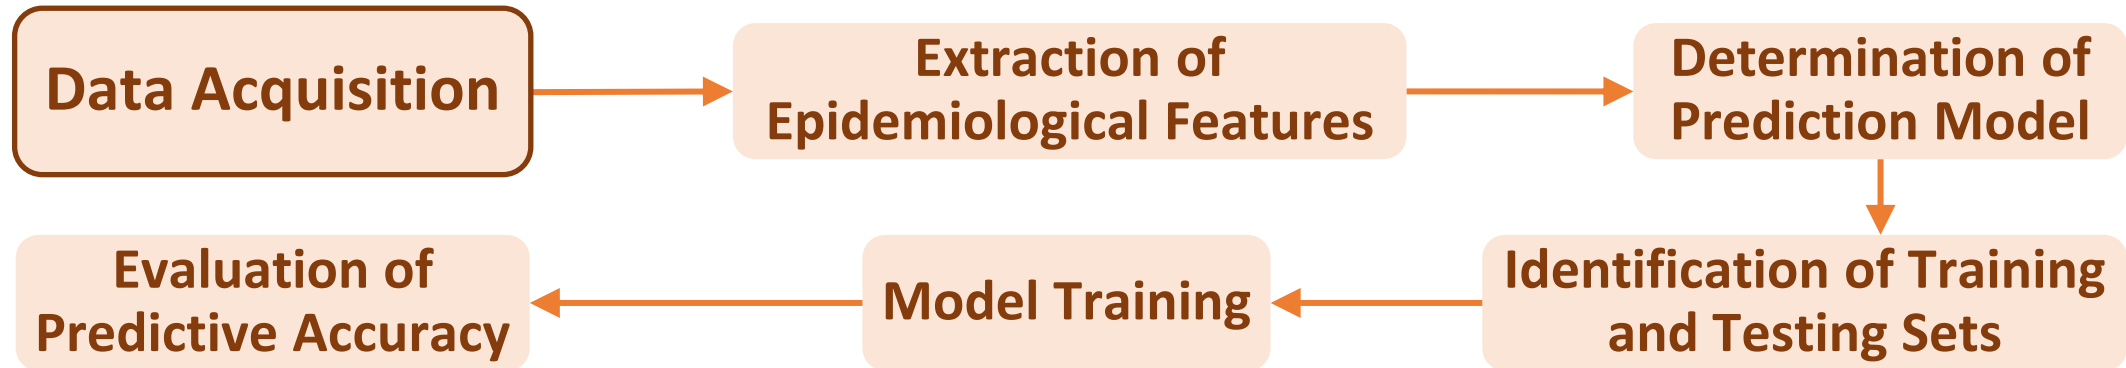 Data Acquisition
Extraction of
Epidemiological Features
Determination of
Prediction Model
Identification of Training
and Testing Sets
Model Training
Evaluation of
Predictive Accuracy